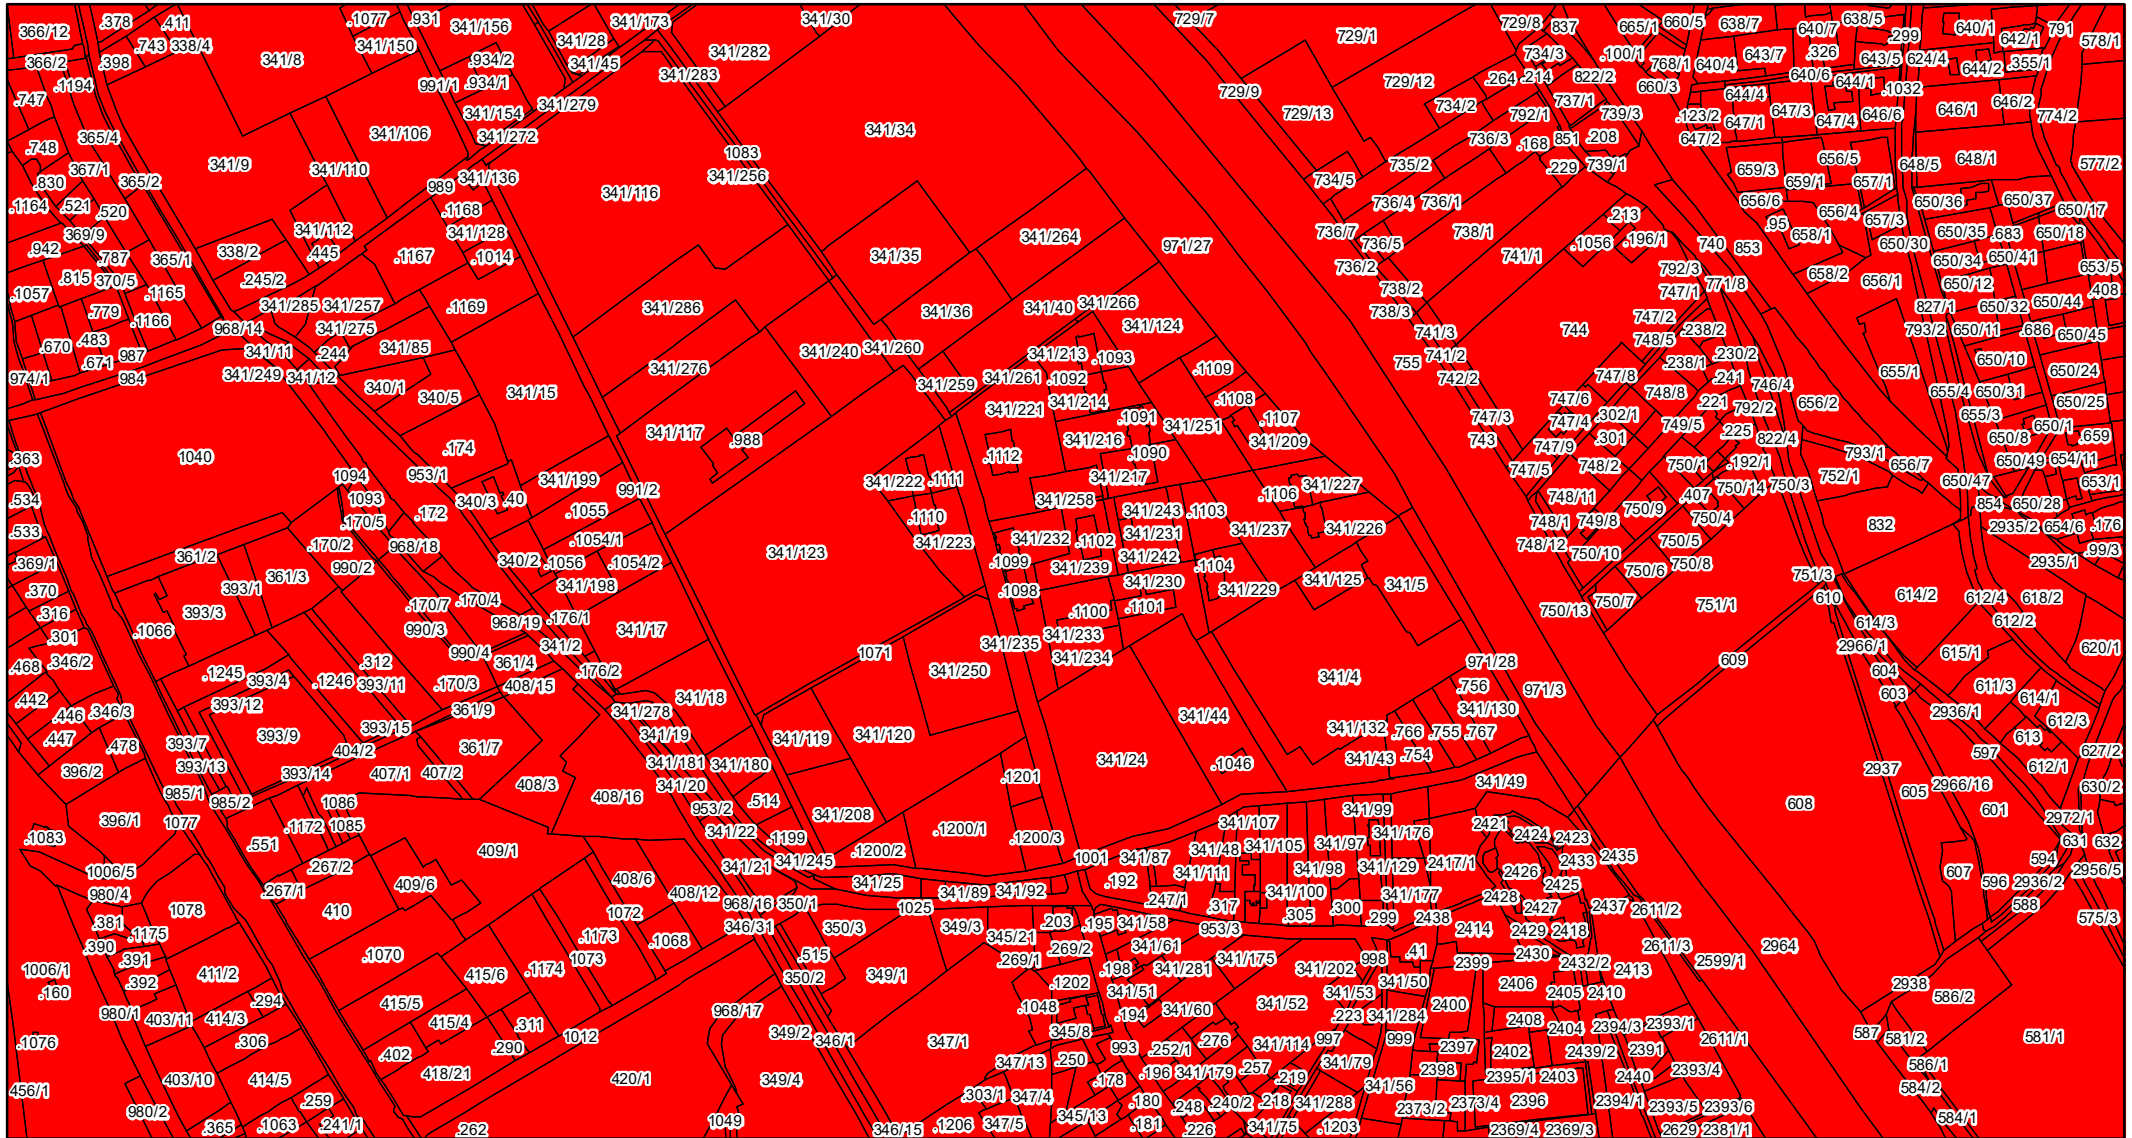 366/12 .378 .411 .1077 .931 341/156 341/173 341/30 729/7 729/1 729/8 837 665/1 660/5 638/7 640/7 638/5 640/1 791
.743 338/4 341/8 341/150 341/28 341/282 734/3 .100/1 643/7 .326 .299 642/1 578/1
366/2 .398 .934/2 341/45 341/283 768/1 640/4 640/6 643/5 624/4 644/2 .355/1
.1194 991/1 .934/1 729/9 729/12 .264 .214 822/2 660/3 644/4 644/1 .1032
.747 341/154 341/279 729/13 734/2 792/1 737/1 739/3 .123/2 647/1 647/3 647/4 646/6 646/1 646/2 774/2
365/4 341/106 341/272 341/34 736/3 .168 851 .208 647/2
.748 341/9 341/110 1083 735/2 .229 739/1 659/3 656/5 648/5 648/1 577/2
367/1 365/2 989 341/136 341/256 734/5 659/1 657/1
.830 341/116 736/4 736/1 656/6 650/36 650/37
.1164 .521 .520 .1168 .213 .95 656/4 657/3 650/17
369/9 341/112 341/128 341/264 736/7 736/5 738/1 .1056 .196/1 740 853 658/1 650/30 650/35 .683 650/18
.942 .787 365/1 338/2 .445 .1167 .1014 341/35 971/27 741/1 650/34 650/41
.815 370/5 .245/2 736/2 792/3 658/2 656/1 653/5
.1057 .1165 341/285 341/257 .1169 341/286 341/36 341/40 341/266 738/2 747/1 771/8 650/12 .408
.779 .1166 968/14 341/275 341/124 738/3 747/2 827/1 650/32 650/44
.670 .483 987 341/11 .244 341/85 341/240 341/260 341/213 .1093 741/3 744 748/5 .238/2 793/2 650/11 .686 650/45
.671 341/276 755 741/2 .238/1 .230/2 650/10
974/1 984 341/249 341/12 340/1 341/259 341/261 .1092 .1109 742/2 747/8 .241 746/4 655/1 650/24
340/5 341/15 341/221 341/214 .1108 747/6 748/8 .221 792/2 656/2 655/4 650/31 650/25
341/117 .988 .1091 341/251 .1107 747/3 747/4 .302/1 749/5 .225 655/3 650/1
.363 1040 .174 .1112 341/216 .1090 341/209 743 747/9 .301 822/4 793/1 650/8 .659
1094 953/1 341/199 341/222 .1111 341/217 747/5 748/2 750/1 .192/1 752/1 656/7 650/49 654/11
.534 1093 340/3 .40 991/2 341/258 .1106 341/227 748/11 .407 750/14 750/3 650/47 653/1
.170/5 .172 .1055 .1110 341/243 .1103 748/1 749/8 750/9 750/4 832 854 650/28
.533 .170/2 968/18 .1054/1 341/223 341/232 .1102 341/231 341/237 341/226 748/12 750/10 750/5 2935/2 654/6 .176
.369/1 361/2 990/2 340/2 .1056 .1054/2 341/123 .1099 341/239 341/242 .1104 750/6 750/8 2935/1 .99/3
.370 393/1 361/3 341/198 .1098 341/230 341/229 341/125 341/5 751/3
.316 393/3 .170/7 .170/4 .1100 .1101 750/13 750/7 751/1 610 614/2 612/4 618/2
.301 .1066 990/3 968/19 .176/1 341/17 341/235 341/233 614/3 612/2
.468 .346/2 .312 990/4 361/4 341/2 1071 341/234 971/28 609 2966/1 615/1 620/1
.1245 393/4 .1246 393/11 .170/3 408/15 .176/2 341/250 341/4 .756 971/3 604
.442 393/12 361/9 341/18 603 611/3 614/1
.446 .346/3 393/15 341/278 341/44 341/130 2936/1 612/3
.447 .478 393/7 393/9 404/2 361/7 341/19 341/119 341/120 341/132 .766 .755 .767 613
396/2 393/13 393/14 407/1 407/2 341/181 341/180 .1201 341/24 .1046 341/43 .754 2937 597 612/1 627/2
985/1 985/2 1086 408/3 408/16 341/20 .514 341/49 605 2966/16 630/2
.1083 396/1 1077 .1172 1085 953/2 341/208 .1200/1 .1200/3 341/107 341/99 608 601 2972/1
.551 409/1 341/22 .1199 .1200/2 341/48 341/105 341/97 341/176 2421 2424 2423 631 632
1006/5 .267/2 341/21 341/245 1001 341/87 341/111 341/98 341/129 2417/1 2426 2433 2435 594
980/4 .267/1 409/6 408/6 408/12 341/25 341/89 341/92 .192 341/100 341/177 2425 607 596 2936/2 2956/5
.381 1078 410 1072 968/16 350/1 1025 .247/1 .317 .305 .300 .299 2438 2428 2427 2437 2611/2 588
.390 .1175 .1173 .1068 346/31 350/3 349/3 345/21 .203 .195 341/58 953/3 2414 2429 2418 575/3
1006/1 .391 .1070 .1174 1073 .515 .269/1 .269/2 341/61 341/175 998 .41 2430 2611/3 2964
.160 .392 411/2 415/6 350/2 349/1 .198 341/281 341/202 2399 2432/2 2413 2599/1
980/1 403/11 414/3 .294 415/5 968/17 .1048 .1202 341/51 341/52 341/53 341/50 2400 2406 2405 2410 2938 586/2
.1076 .306 415/4 .311 1012 349/2 346/1 347/1 345/8 .194 341/60 .223 341/284 2408 2404 2394/3 2393/1 587 581/2 581/1
.402 .290 347/13 .250 993 .252/1 .276 341/114 997 999 2397 2402 2439/2 2391 2611/1
456/1 403/10 414/5 418/21 420/1 349/4 .178 .196 341/179 .257 .219 341/79 2398 2395/1 2403 2440 2393/4 586/1
980/2 .259 .303/1 347/4 .180 .248 .240/2 .218 341/288 341/56 2373/2 2373/4 2396 2394/1 2393/5 2393/6 584/2
.365 .1063 .241/1 .262 1049 346/15 .1206 347/5 345/13 .181 .226 341/75 .1203 2369/4 2369/3 2629 2381/1 584/1